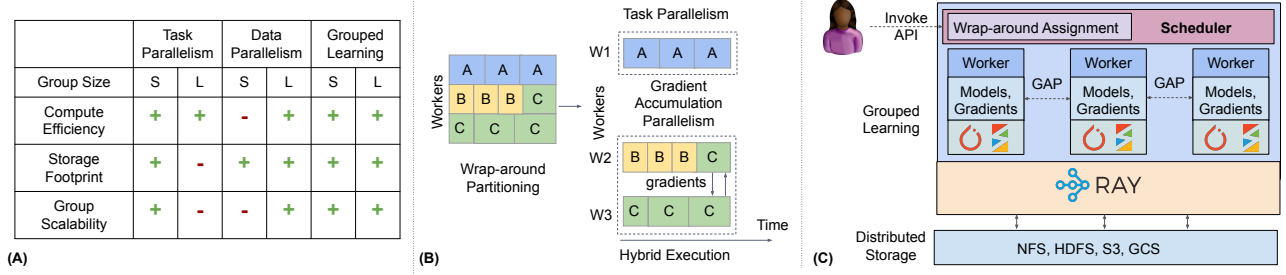 Task Parallelism Data Parallelism Grouped Learning
Group Size S L S L S L
Compute Efficiency + + - + + +
Storage Footprint + - + + + +
Group Scalability + - - + + +
(A)
Workers
A A A
B B B C
C C C
Wrap-around
Partitioning
(B)
Task Parallelism
W1 A A A
Gradient
Accumulation
Parallelism
Workers
W2 B B B C
gradients
W3 C C C
Time
Hybrid Execution
Invoke
API
Wrap-around Assignment Scheduler
Worker Worker Worker
Models, Gradients GAP Models, Gradients GAP Models, Gradients
Grouped
Learning
RAY
Distributed
Storage
NFS, HDFS, S3, GCS
(C)